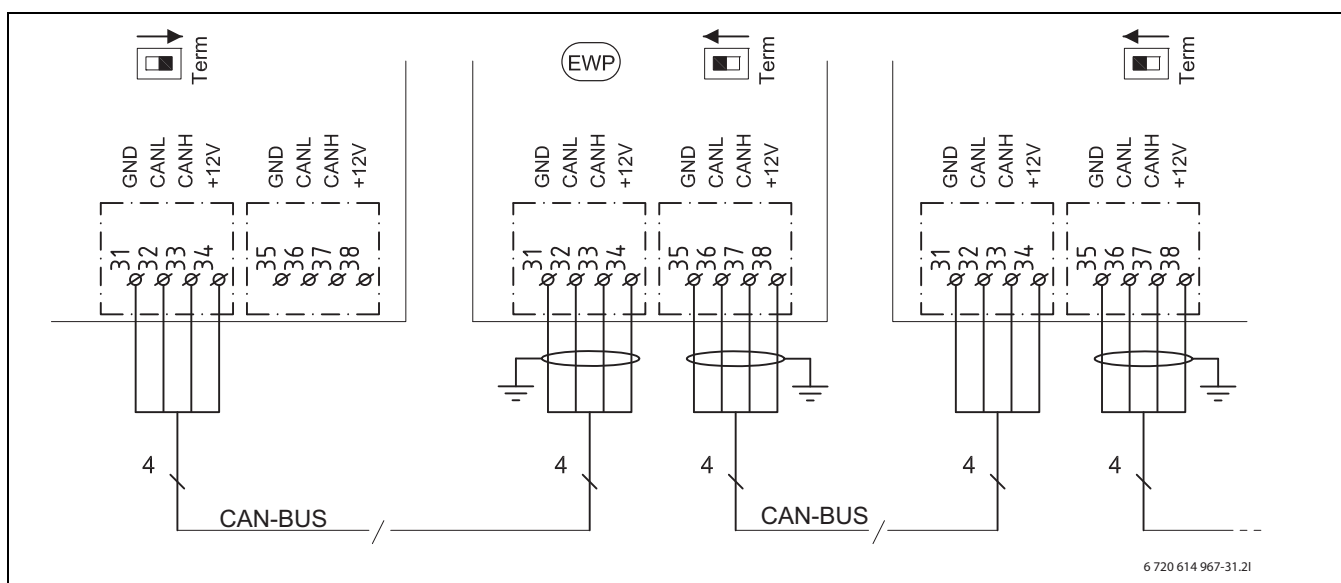 Term
EWP
Term
Term
GND CANL CANH +12V
GND CANL CANH +12V
GND CANL CANH +12V
GND CANL CANH +12V
GND CANL CANH +12V
GND CANL CANH +12V
31 32 33 34
35 36 37 38
31 32 33 34
35 36 37 38
31 32 33 34
35 36 37 38
4
4
4
4
4
CAN-BUS
CAN-BUS
6 720 614 967-31.2I